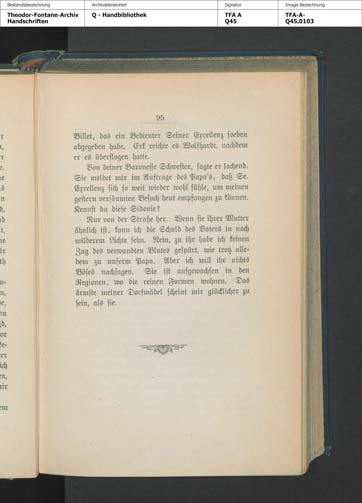 Bestandsbezeichnung
Theodor-Fontane-Archiv
Handschriften
Archivalieneinheit
Q - Handbibliothek
Signatur
TFA A
Q45
Image-Bezeichnung
TFA-A-
Q45,0103
95
Billet, das ein Bedienter Seiner Excellenz soeben
abgegeben habe. Erk reichte es Wolfhardt, nachdem
er es überflogen hatte.
Von deiner Baronesse Schwester, sagte er lachend.
Sie meldet mir im Auftrage des Papa's, daß Se.
Excellenz sich so weit wieder wohl fühle, um meinen
gestern versäumten Besuch heut empfangen zu können.
Kennst du diese Sidonie?
Nur von der Straße her. Wenn sie ihrer Mutter
ähnlich ist, kann ich die Schuld des Vaters in noch
milderem Lichte sehn. Nein, zu ihr habe ich keinen
Zug des verwandten Blutes gespürt, wie trotz alle-
dem zu unserm Papa. Aber ich will ihr nichts
Böses nachsagen. Sie ist aufgewachsen in den
Regionen, wo die reinen Formen wohnen. Das
ärmste meiner Dorfmädel scheint mir glücklicher zu
sein, als sie.